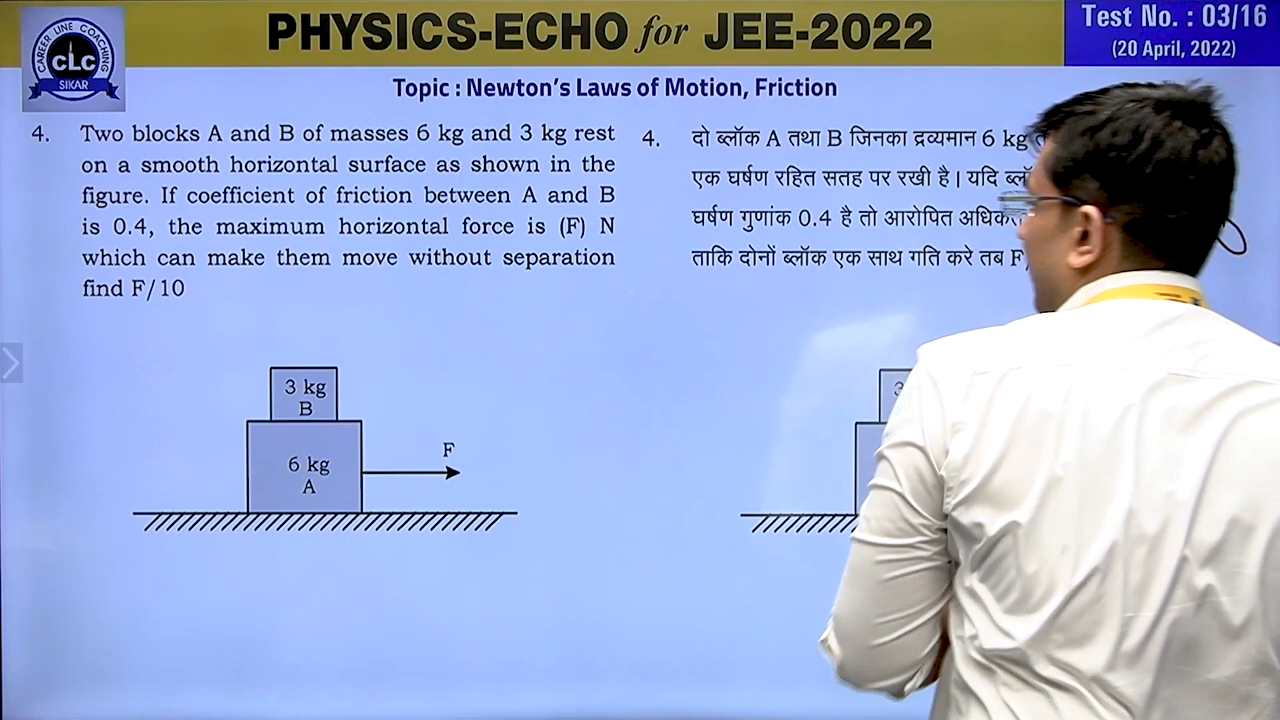 PHYSICS-ECHO for JEE-2022
Test No. : 03/16
(20 April, 2022)
CAREER LINE COACHING
CLC
SIKAR
Topic : Newton's Laws of Motion, Friction
4. Two blocks A and B of masses 6 kg and 3 kg rest
on a smooth horizontal surface as shown in the
figure. If coefficient of friction between A and B
is 0.4, the maximum horizontal force is (F) N
which can make them move without separation
find F/10
4. दो ब्लॉक A तथा B जिनका द्रव्यमान 6 kg
एक घर्षण रहित सतह पर रखी है। यदि
घर्षण गुणांक 0.4 है तो आरोपित
ताकि दोनों ब्लॉक एक साथ गति करे तब
3 kg
B
6 kg
A
F
3